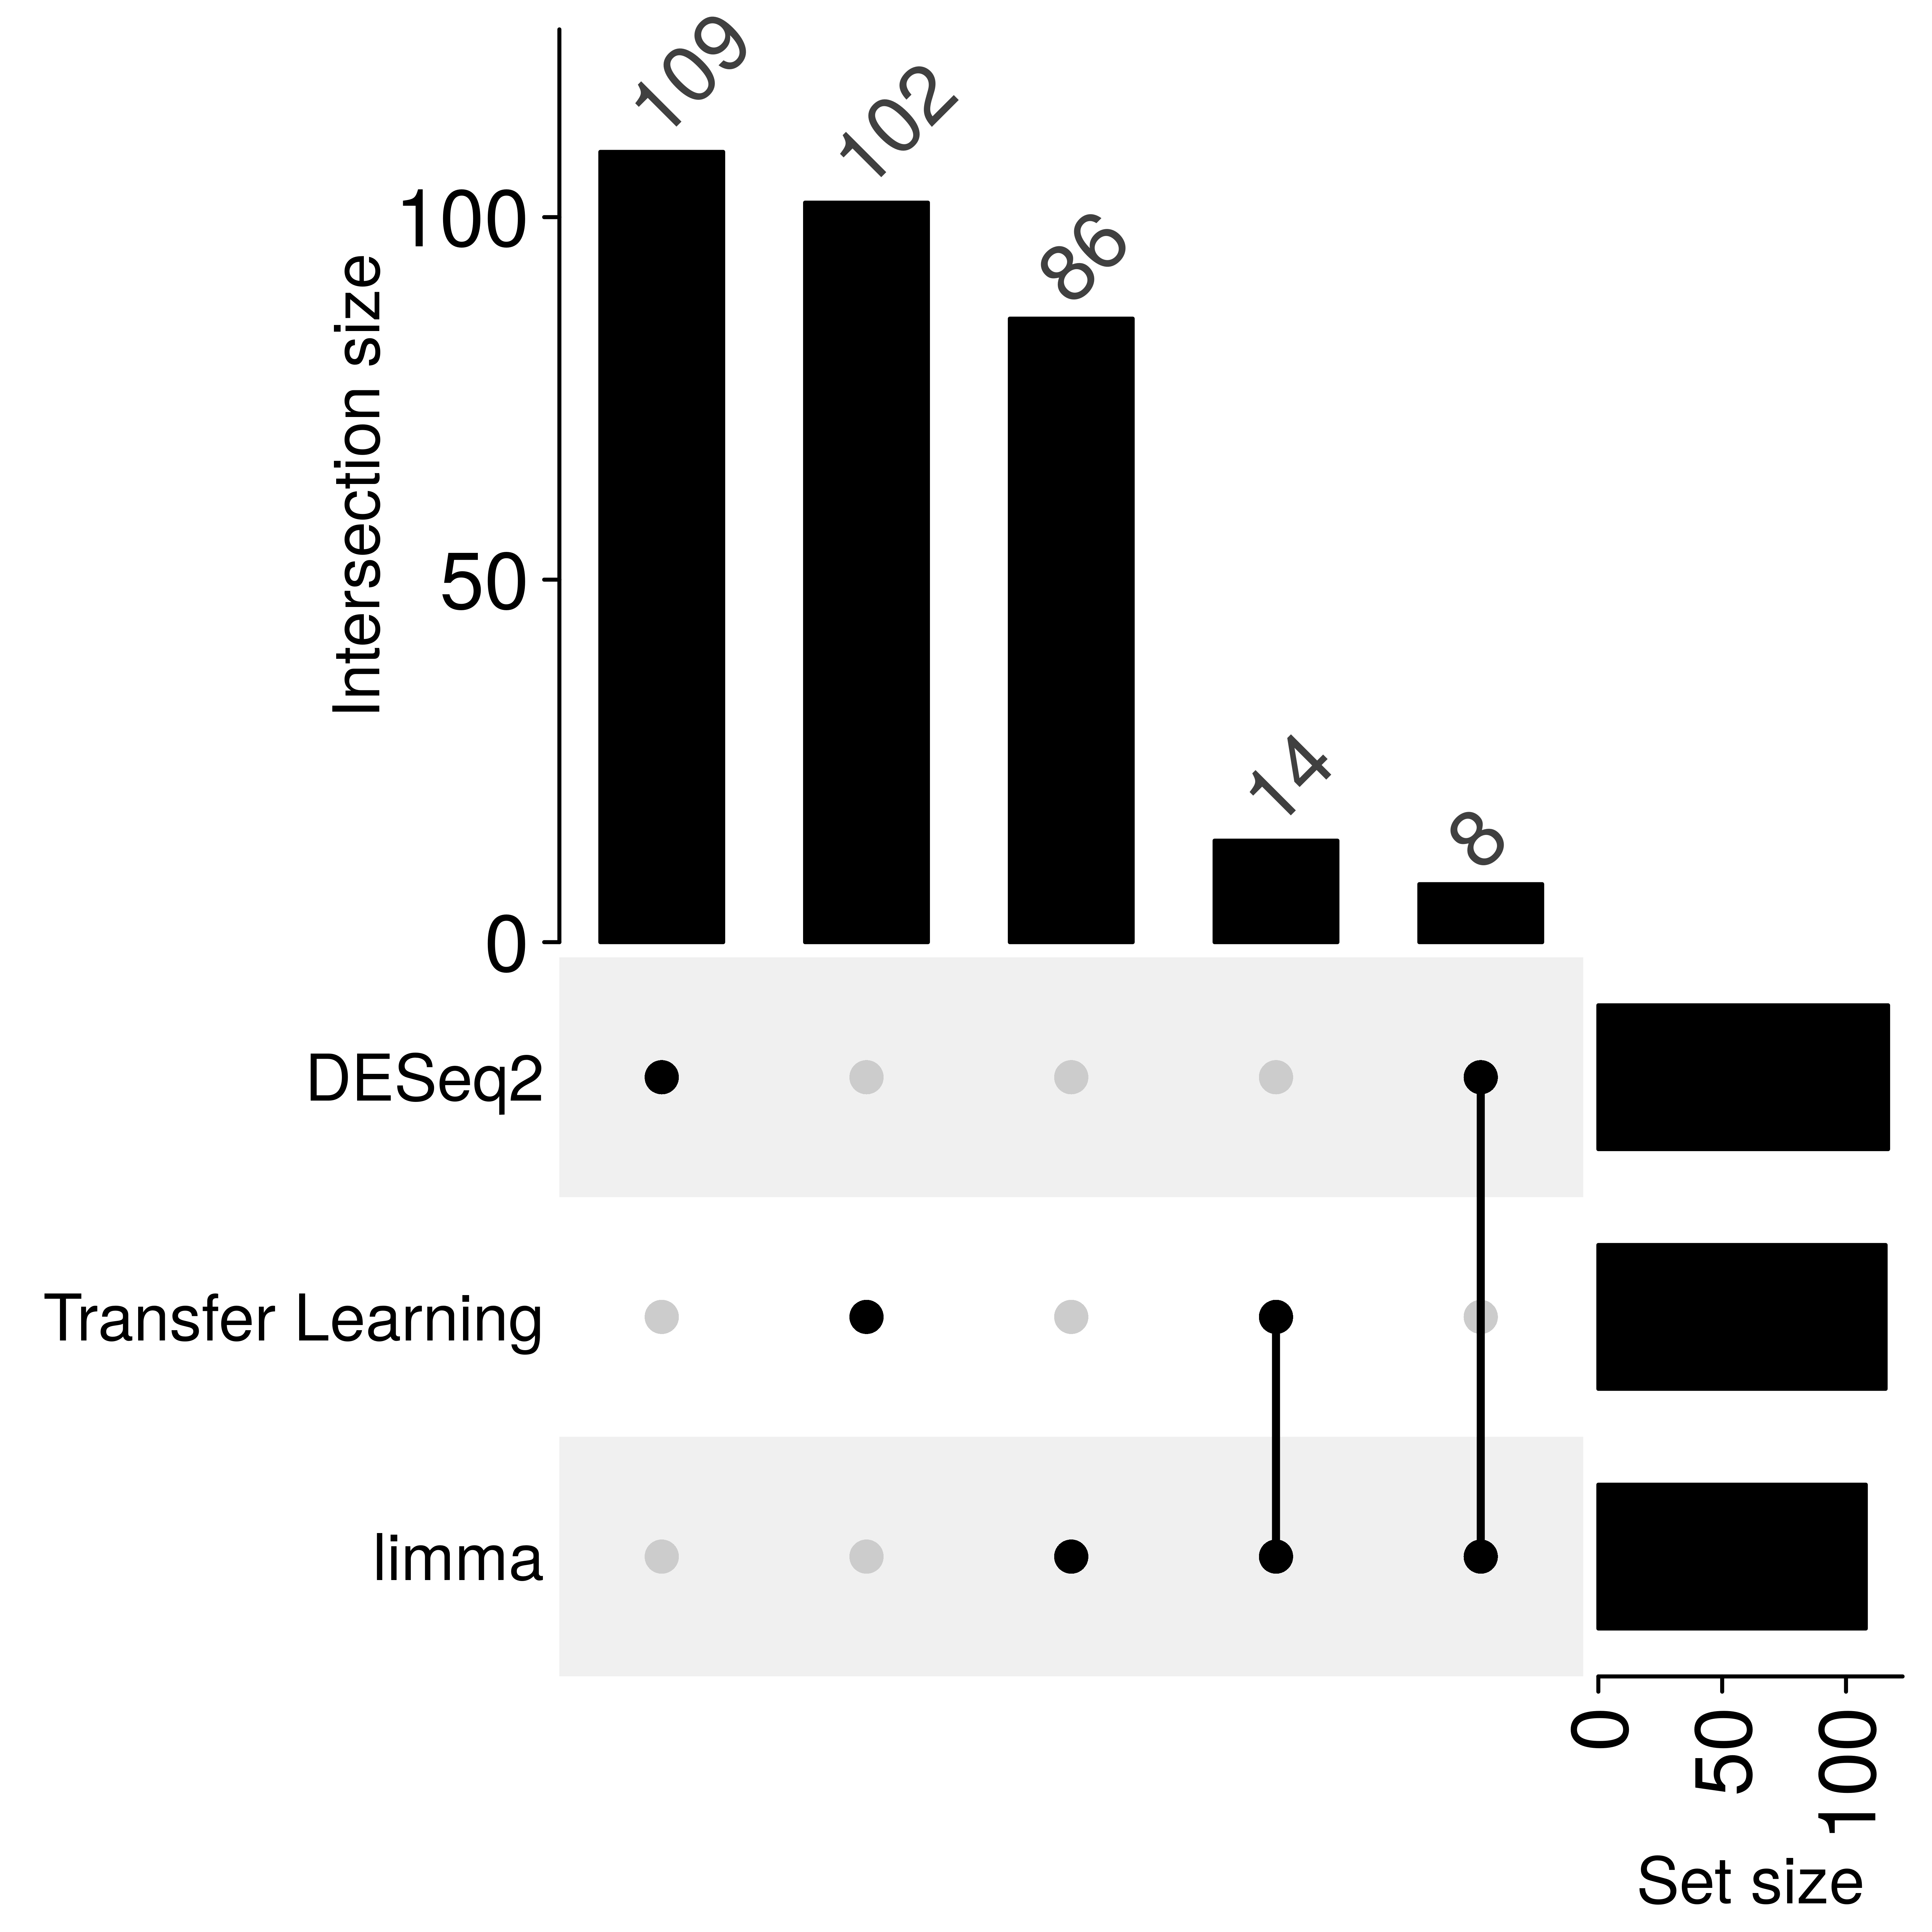 109
102
86
14
8
Intersection size
100
50
0
DESeq2
Transfer Learning
limma
0
50
100
Set size